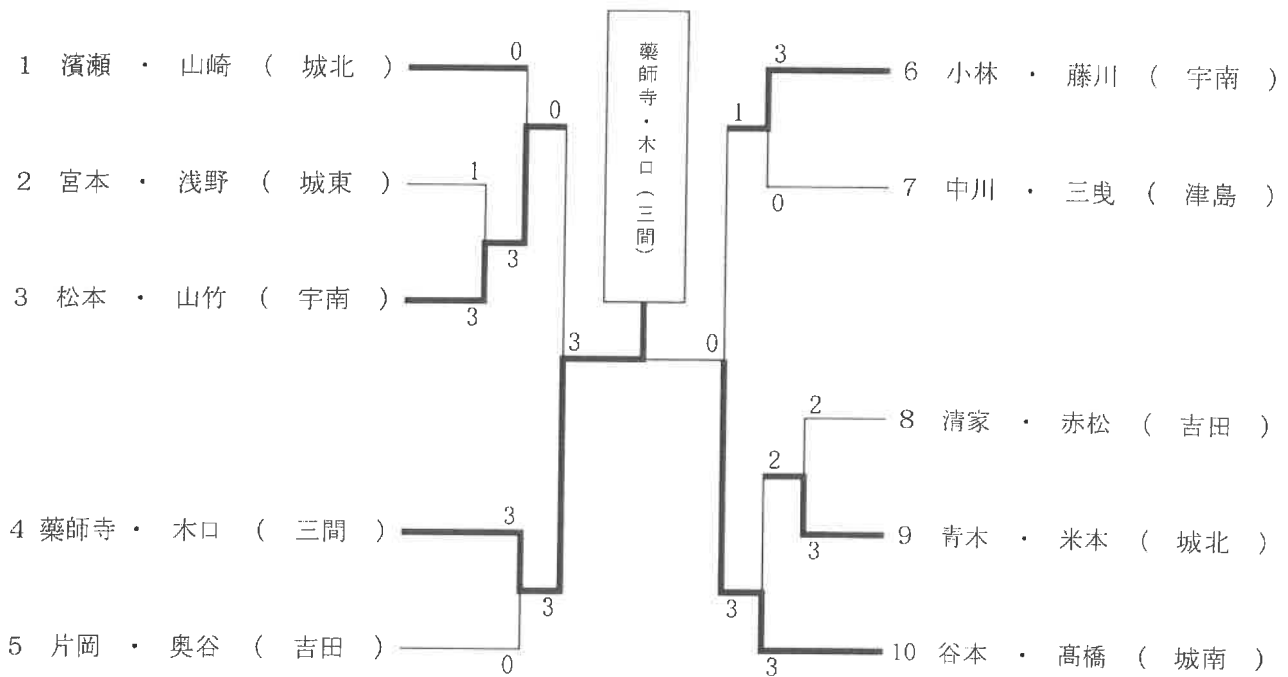 1 濱瀬 ・ 山崎 ( 城北 )
0
0
2 宮本 ・ 浅野 ( 城東 )
1
3
3 松本 ・ 山竹 ( 宇南 )
3
3
4 藥師寺・ 木口 ( 三間 )
3
3
5 片岡 ・ 奥谷 ( 吉田 )
0
藥師寺・木口(三間)
3
6 小林 ・ 藤川 ( 宇南 )
1
0
7 中川 ・ 三曳 ( 津島 )
0
2
8 清家 ・ 赤松 ( 吉田 )
2
3
9 青木 ・ 米本 ( 城北 )
3
3
10 谷本 ・ 髙橋 ( 城南 )